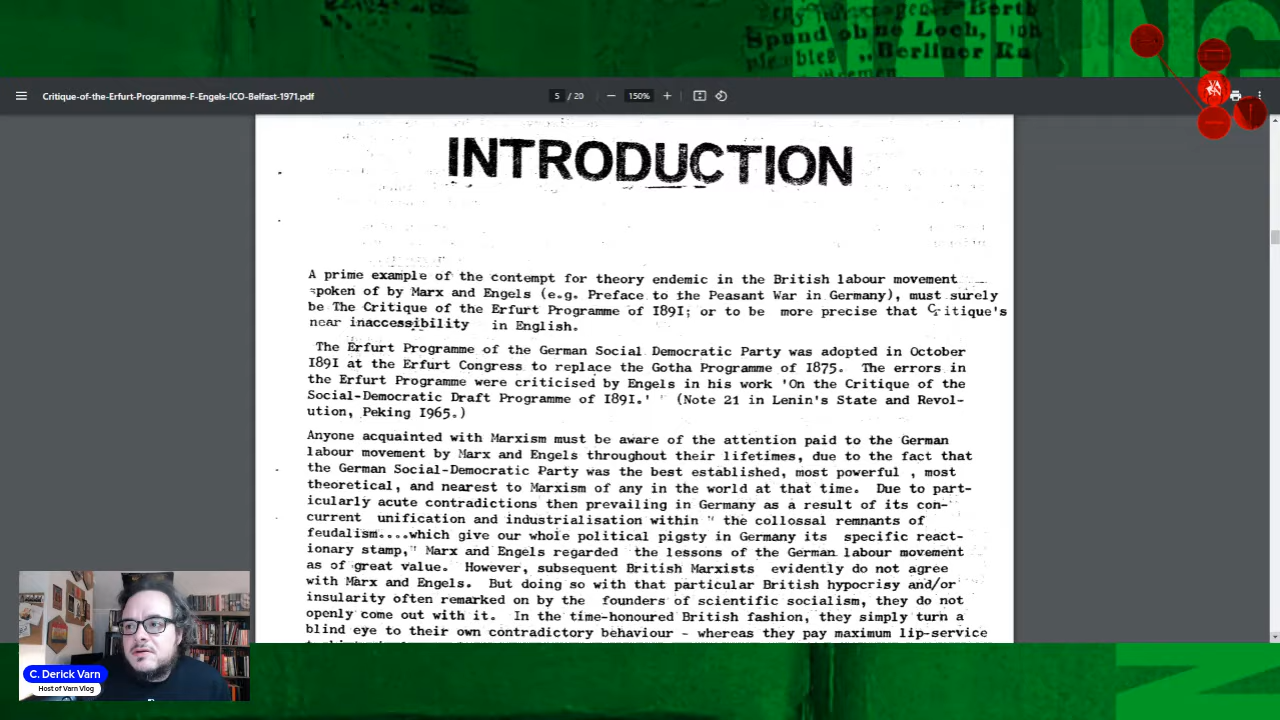 Spund ohne Loch,
"Berliner
Critique-of-the-Erfurt-Programme-F-Engels-ICO-Belfast-1971.pdf
5 / 20
150%
INTRODUCTION
A prime example of the contempt for theory endemic in the British labour movement
spoken of by Marx and Engels (e.g. Preface to the Peasant War in Germany), must surely
be The Critique of the Erfurt Programme of I89I; or to be more precise that Critique's
near inaccessibility in English.
The Erfurt Programme of the German Social Democratic Party was adopted in October
I89I at the Erfurt Congress to replace the Gotha Programme of I875. The errors in
the Erfurt Programme were criticised by Engels in his work 'On the Critique of the
Social-Democratic Draft Programme of I89I.' (Note 21 in Lenin's State and Revol-
ution, Peking I965.)
Anyone acquainted with Marxism must be aware of the attention paid to the German
labour movement by Marx and Engels throughout their lifetimes, due to the fact that
the German Social-Democratic Party was the best established, most powerful , most
theoretical, and nearest to Marxism of any in the world at that time. Due to part-
icularly acute contradictions then prevailing in Germany as a result of its con-
current unification and industrialisation within " the collossal remnants of
feudalism....which give our whole political pigsty in Germany its specific react-
ionary stamp," Marx and Engels regarded the lessons of the German labour movement
as of great value. However, subsequent British Marxists evidently do not agree
with Marx and Engels. But doing so with that particular British hypocrisy and/or
insularity often remarked on by the founders of scientific socialism, they do not
openly come out with it. In the time-honoured British fashion, they simply turn a
blind eye to their own contradictory behaviour - whereas they pay maximum lip-service
C. Derick Varn
Host of Varn Vlog